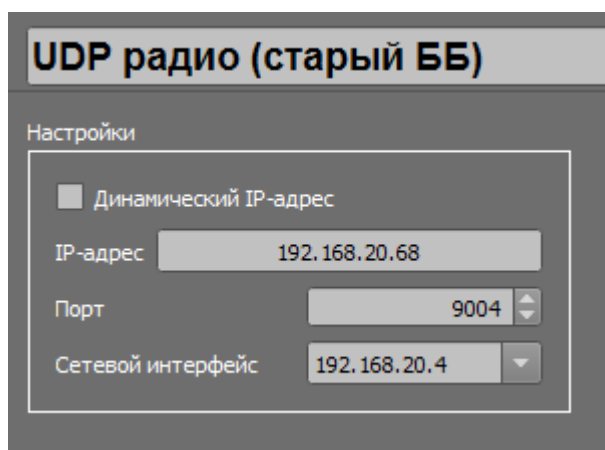 UDP радио (старый ББ)
Настройки
Динамический IP-адрес
IP-адрес 192.168.20.68
Порт 9004
Сетевой интерфейс 192.168.20.4